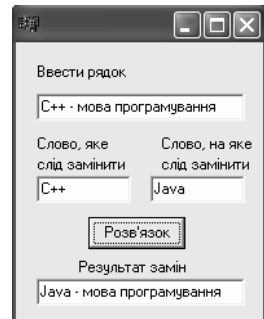 Ввести рядок
C++ - мова програмування
Слово, яке слід замінити
Слово, на яке слід замінити
C++
Java
Розв'язок
Результат замін
Java - мова програмування